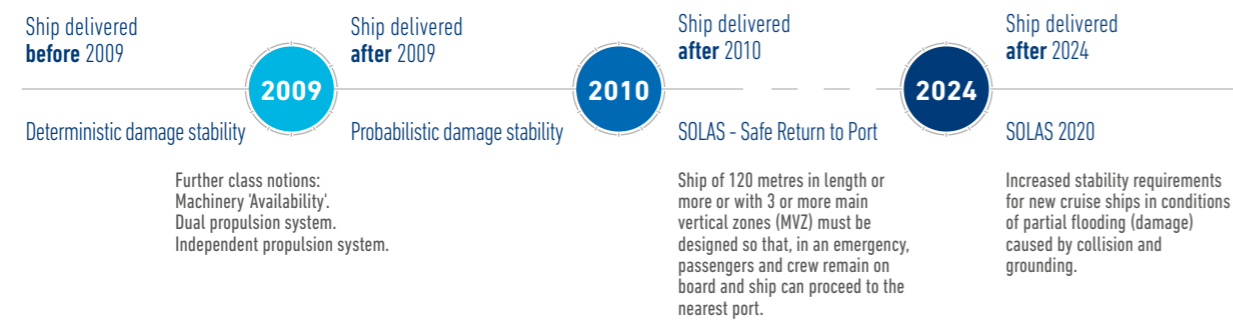 Ship delivered
before 2009
2009
Ship delivered
after 2009
2010
Ship delivered
after 2010
2024
Ship delivered
after 2024
Deterministic damage stability
Probabilistic damage stability
SOLAS - Safe Return to Port
SOLAS 2020
Further class notions:
Machinery 'Availability'.
Dual propulsion system.
Independent propulsion system.
Ship of 120 metres in length or
more or with 3 or more main
vertical zones (MVZ) must be
designed so that, in an emergency,
passengers and crew remain on
board and ship can proceed to the
nearest port.
Increased stability requirements
for new cruise ships in conditions
of partial flooding (damage)
caused by collision and
grounding.